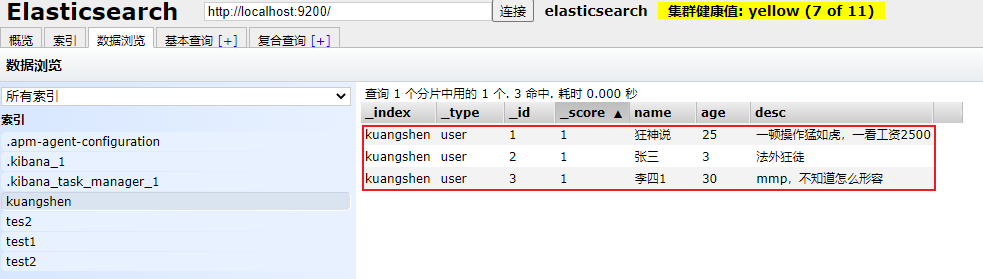 Elasticsearch http://localhost:9200/ 连接 elasticsearch 集群健康值: yellow (7 of 11)
概览 索引 数据浏览 基本查询 [+] 复合查询 [+]
数据浏览
所有索引
索引
.apm-agent-configuration
.kibana_1
.kibana_task_manager_1
kuangshen
tes2
test1
test2
查询 1 个分片中用的 1 个. 3 命中. 耗时 0.000 秒
_index _type _id _score ▲ name age desc
kuangshen user 1 1 狂神说 25 一顿操作猛如虎，一看工资2500
kuangshen user 2 1 张三 3 法外狂徒
kuangshen user 3 1 李四1 30 mmp，不知道怎么形容